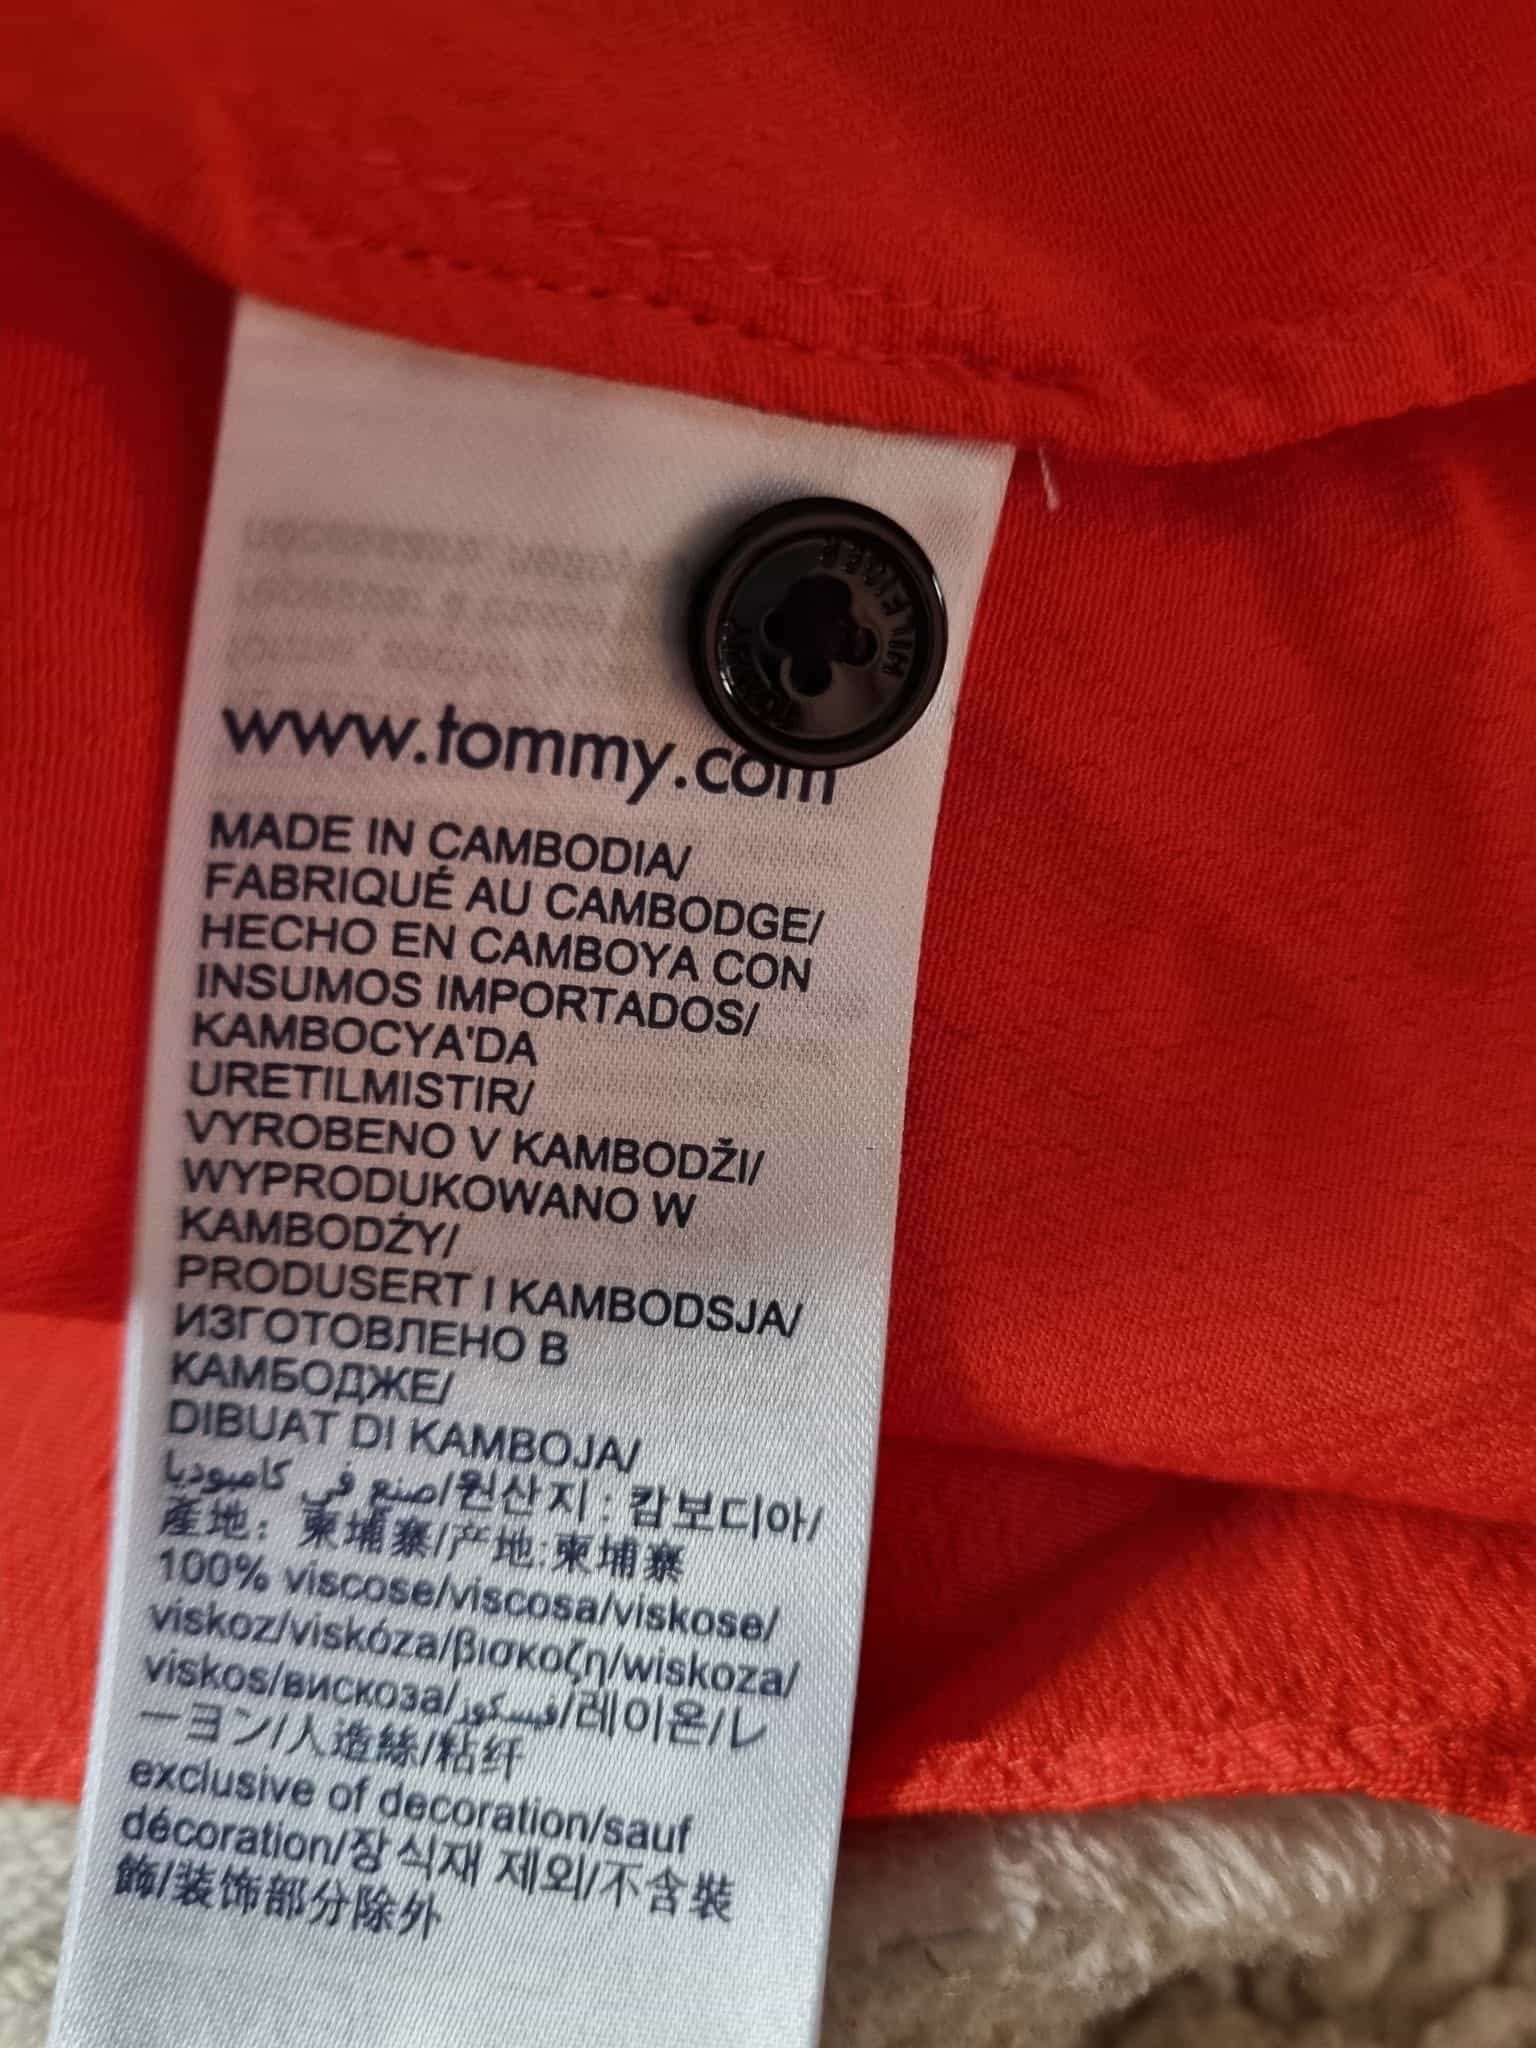 TOMMY HILFIGER
www.tommy.com
MADE IN CAMBODIA/
FABRIQUÉ AU CAMBODGE/
HECHO EN CAMBOYA CON
INSUMOS IMPORTADOS/
KAMBOCYA'DA
URETILMISTIR/
VYROBENO V KAMBODŽI/
WYPRODUKOWANO W
KAMBODŻY/
PRODUSERT I KAMBODSJA/
ИЗГОТОВЛЕНО В
КАМБОДЖЕ/
DIBUAT DI KAMBOJA/
صنع في كامبوديا/원산지 : 캄보디아/
產地：柬埔寨/产地:柬埔寨
100% viscose/viscosa/viskose/
viskoz/viskóza/βισκοζη/wiskoza/
viskos/вискоза/فيسكوز/레이온/レ
ーヨン/人造絲/粘纤
exclusive of decoration/sauf
décoration/장식재 제외/不含裝
飾/装饰部分除外